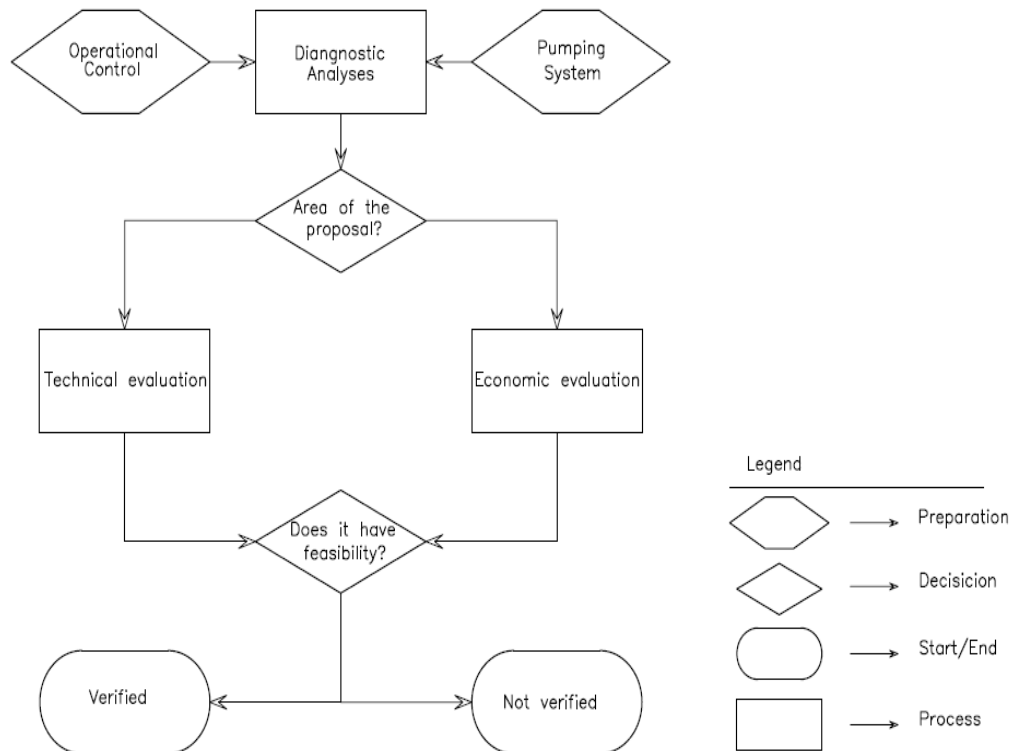 Operational
Control
Diangnostic
Analyses
Pumping
System
Area of the
proposal?
Technical evaluation
Economic evaluation
Does it have
feasibility?
Verified
Not verified
Legend
Preparation
Decisicion
Start/End
Process